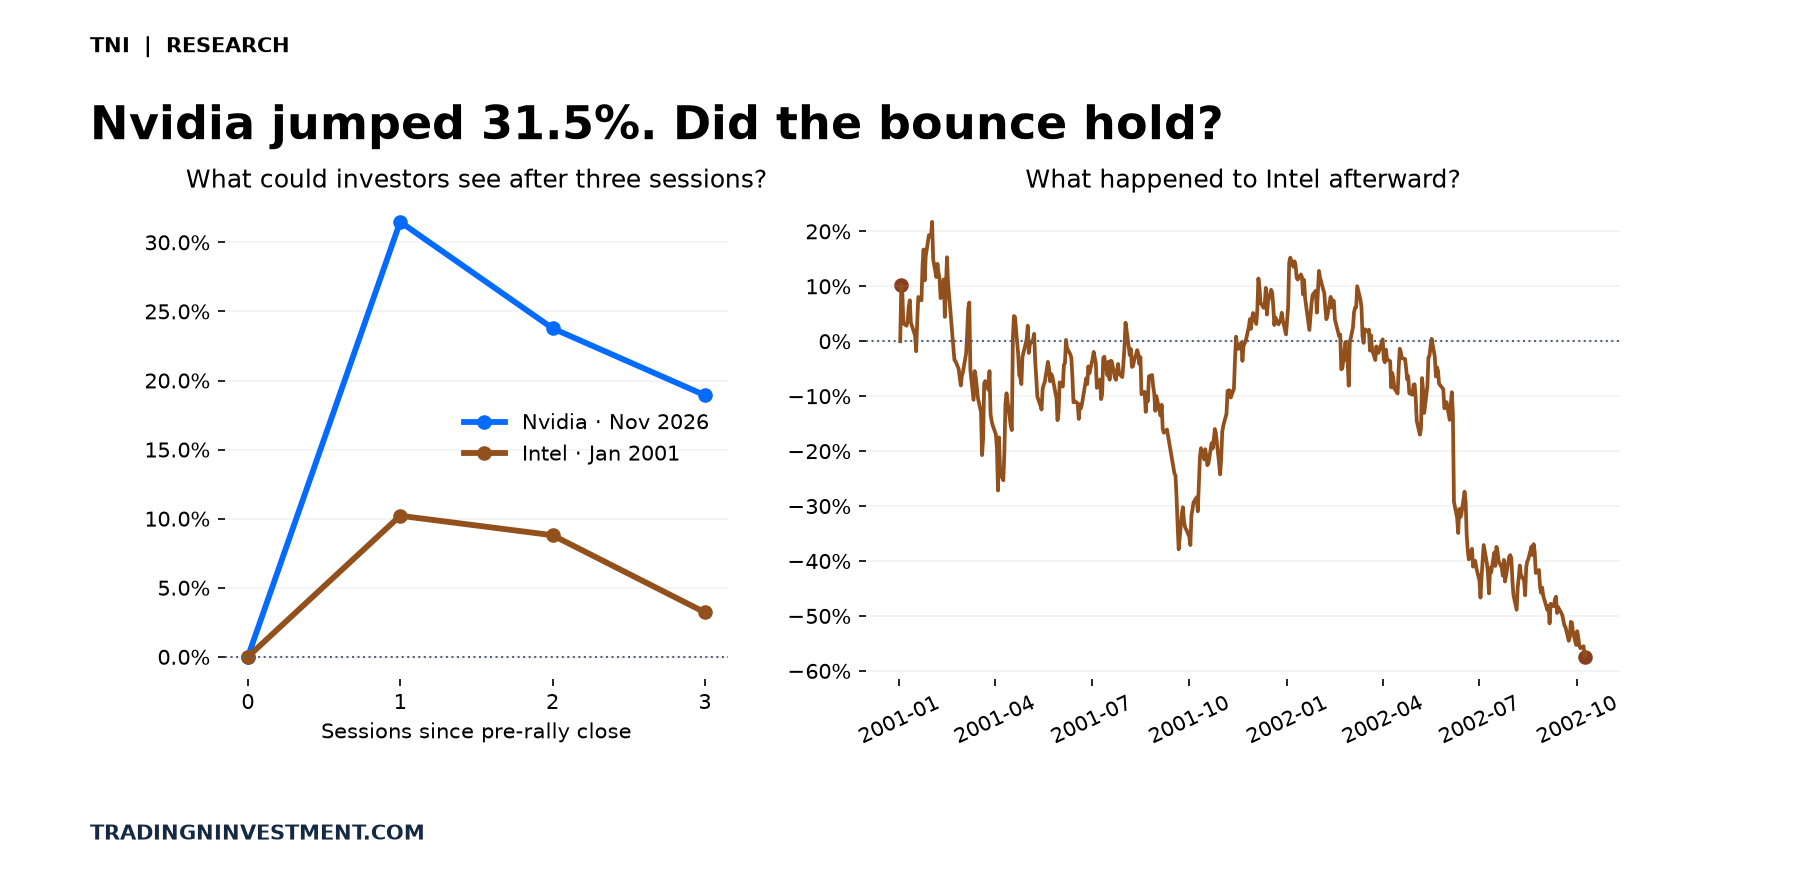 TNI | RESEARCH
Nvidia jumped 31.5%. Did the bounce hold?
What could investors see after three sessions?
30.0%
25.0%
20.0%
15.0%
10.0%
5.0%
0.0%
Nvidia · Nov 2026
Intel · Jan 2001
0 1 2 3
Sessions since pre-rally close
What happened to Intel afterward?
20%
10%
0%
−10%
−20%
−30%
−40%
−50%
−60%
2001-01 2001-04 2001-07 2001-10 2002-01 2002-04 2002-07 2002-10
TRADINGNINVESTMENT.COM